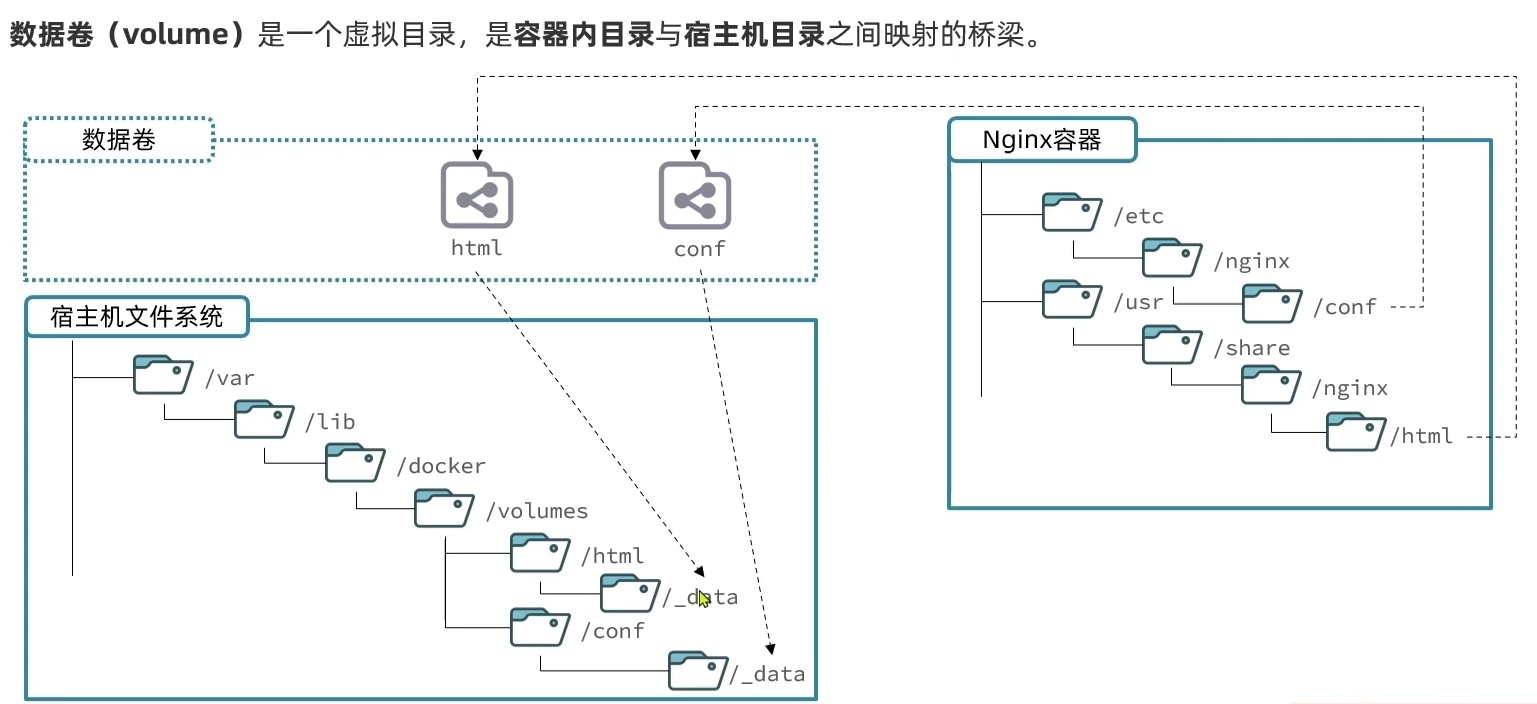 数据卷（volume）是一个虚拟目录，是容器内目录与宿主机目录之间映射的桥梁。
数据卷
html
conf
宿主机文件系统
/var
/lib
/docker
/volumes
/html
/_data
/conf
/_data
Nginx容器
/etc
/nginx
/conf
/usr
/share
/nginx
/html